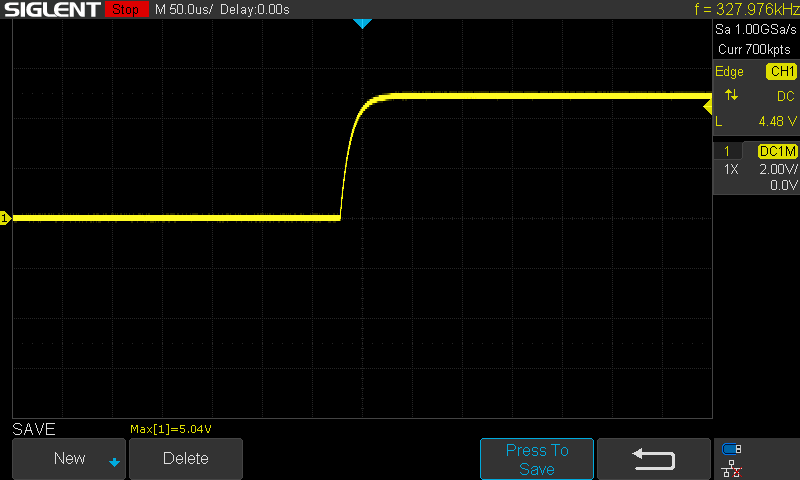 SIGLENT Stop M 50.0us/ Delay:0.00s f = 327.976kHz
Sa 1.00GSa/s
Curr 700kpts
Edge CH1
DC
L 4.48 V
1 DC1M
1X 2.00V/
0.0V
1
SAVE Max[1]=5.04V
New Delete Press To
Save